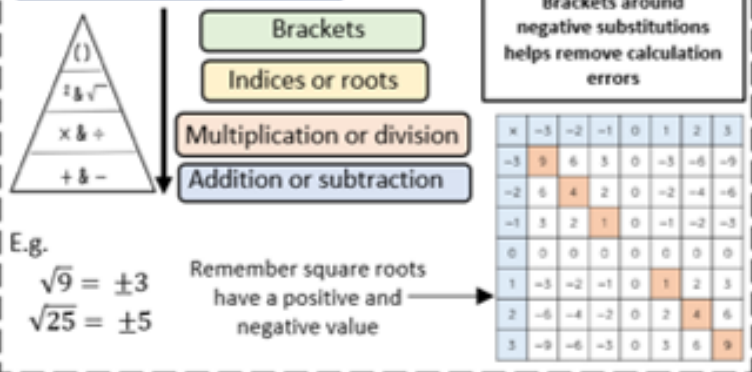 Brackets around
negative substitutions
helps remove calculation
errors
( )
² & √
× & ÷
+ & −
Brackets
Indices or roots
Multiplication or division
Addition or subtraction
E.g.
√9 = ±3
√25 = ±5
Remember square roots
have a positive and
negative value
× −3 −2 −1 0 1 2 3
−3 9 6 3 0 −3 −6 −9
−2 6 4 2 0 −2 −4 −6
−1 3 2 1 0 −1 −2 −3
0 0 0 0 0 0 0 0
1 −3 −2 −1 0 1 2 3
2 −6 −4 −2 0 2 4 6
3 −9 −6 −3 0 3 6 9